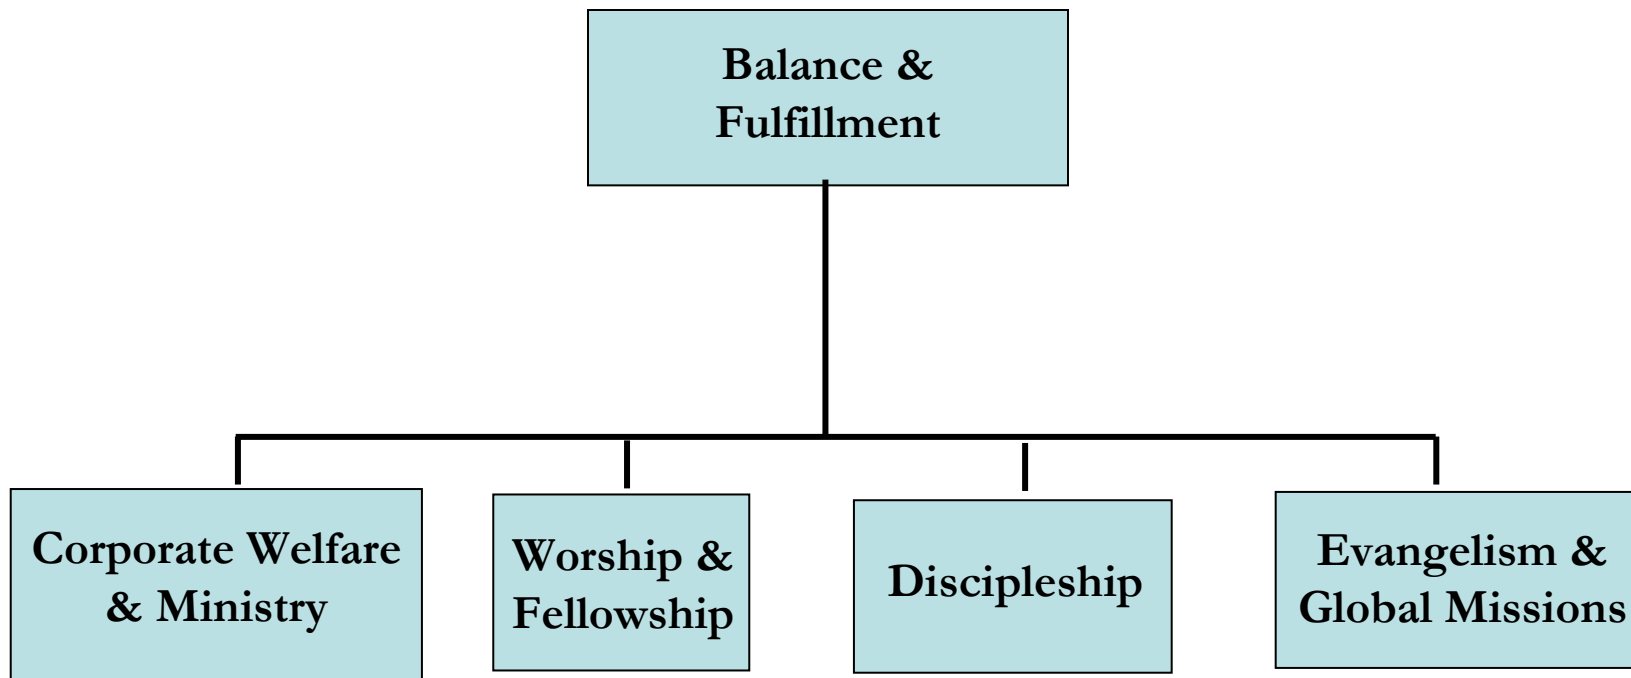 Balance &
Fulfillment
Corporate Welfare
& Ministry
Worship &
Fellowship
Discipleship
Evangelism &
Global Missions